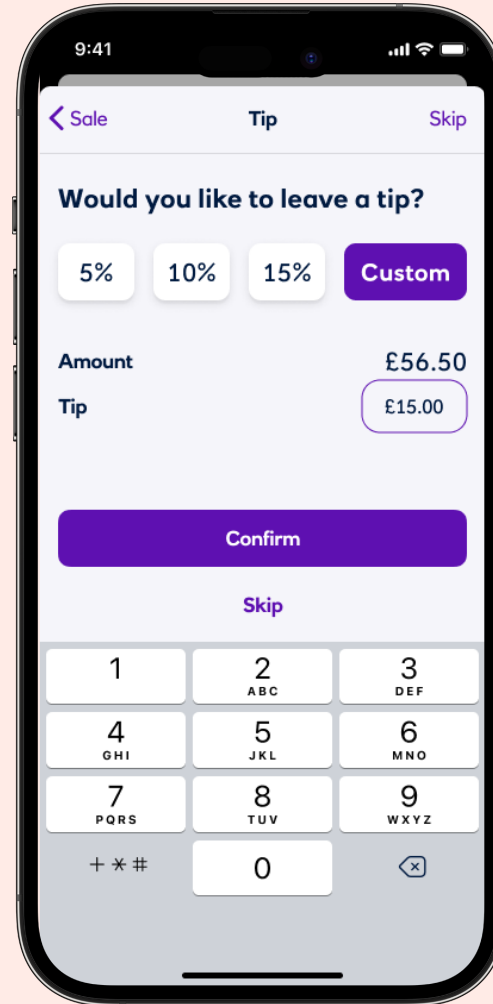 9:41
Sale Tip Skip
Would you like to leave a tip?
5% 10% 15% Custom
Amount £56.50
Tip £15.00
Confirm
Skip
1 2 3
ABC DEF
4 5 6
GHI JKL MNO
7 8 9
PQRS TUV WXYZ
+ * # 0